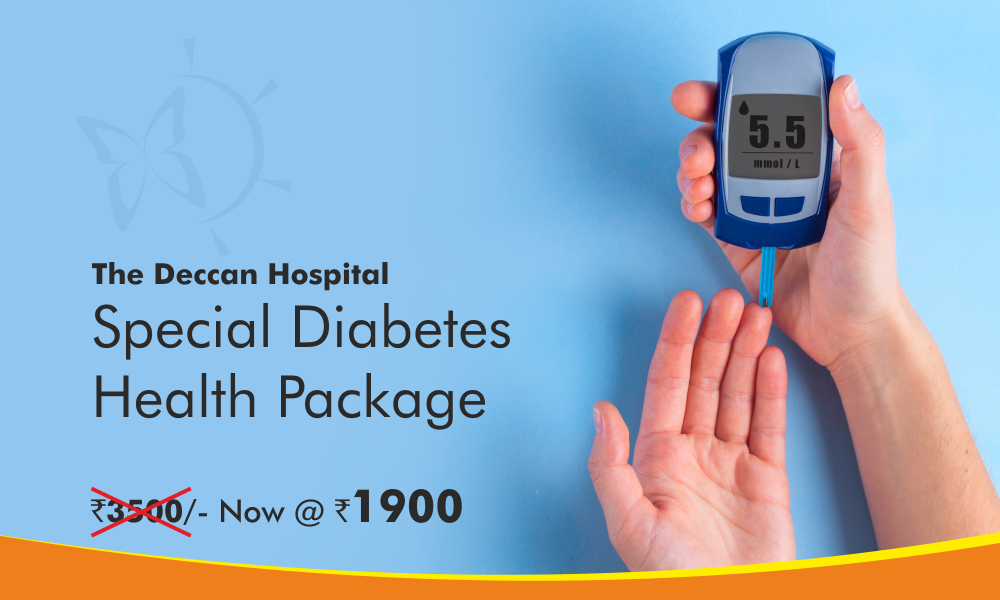 The Deccan Hospital
Special Diabetes
Health Package
₹3500/- Now @ ₹1900
5.5
mmol / L